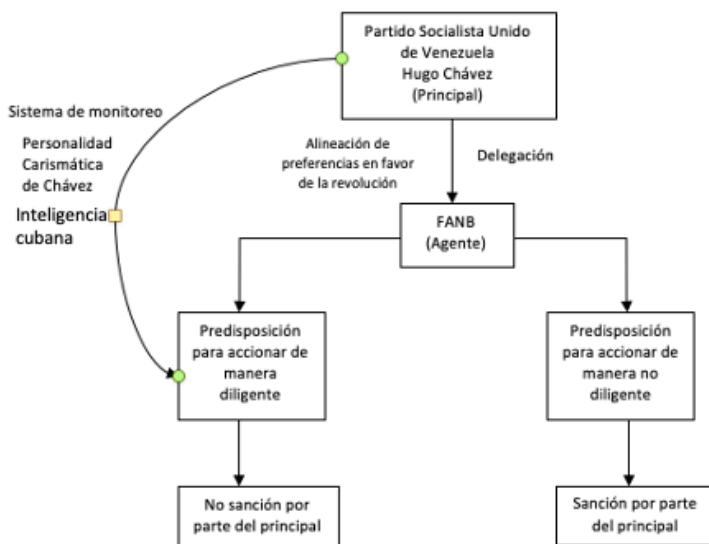 Partido Socialista Unido
de Venezuela
Hugo Chávez
(Principal)
Sistema de monitoreo
Personalidad
Carismática
de Chávez
Inteligencia
cubana
Alineación de
preferencias en favor
de la revolución
Delegación
FANB
(Agente)
Predisposición
para accionar de
manera
diligente
Predisposición
para accionar de
manera no
diligente
No sanción por
parte del principal
Sanción por parte
del principal